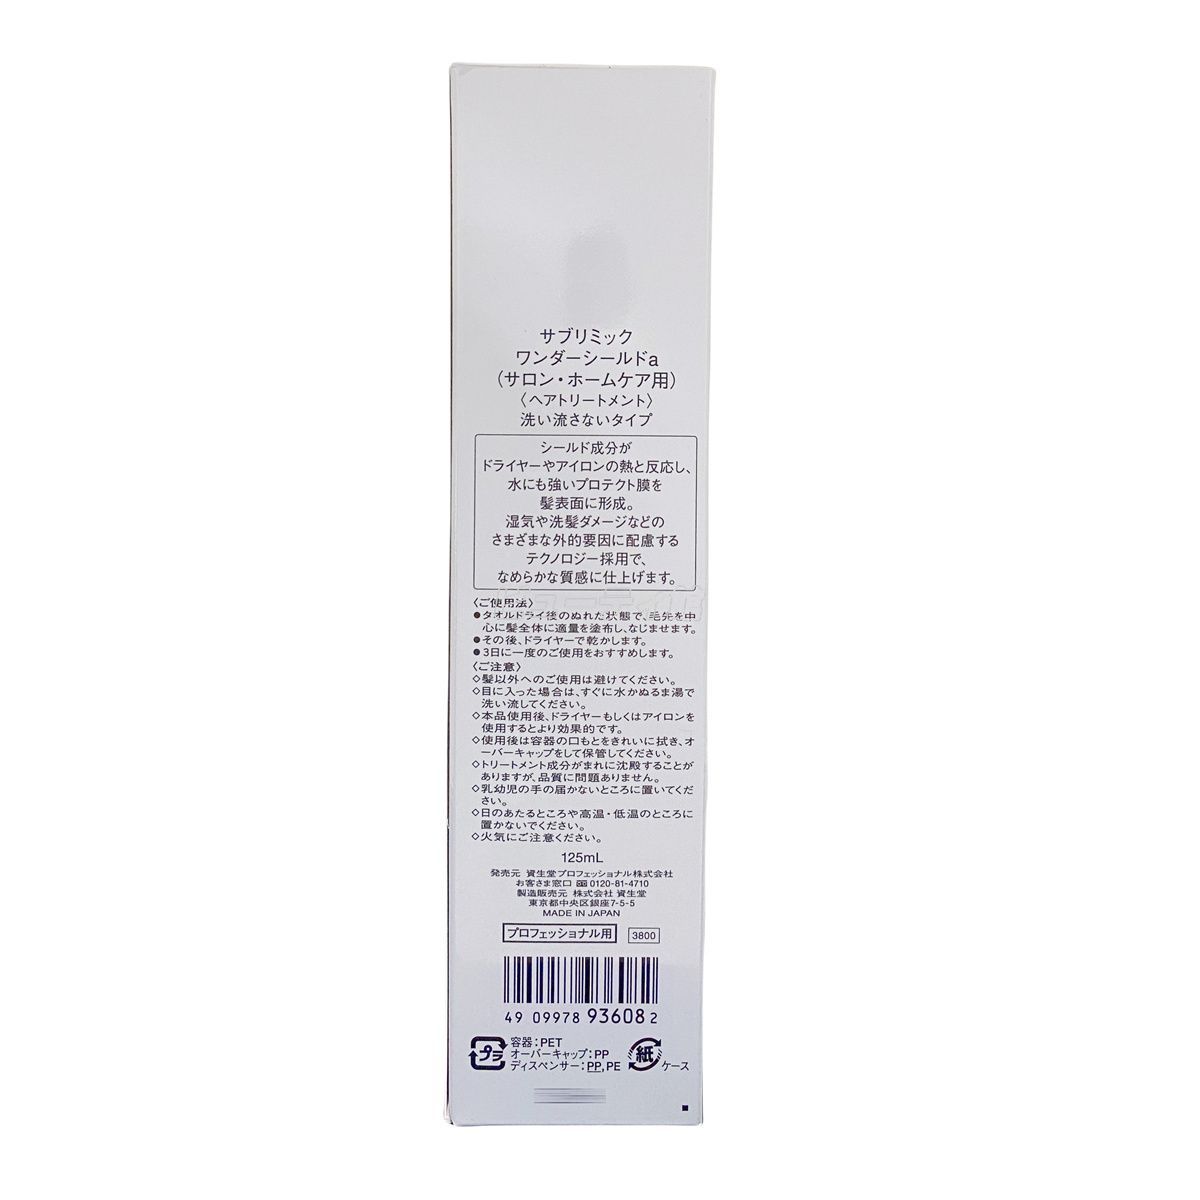 サブリミック
ワンダーシールドa
（サロン・ホームケア用）
〈ヘアトリートメント〉
洗い流さないタイプ
シールド成分が
ドライヤーやアイロンの熱と反応し、
水にも強いプロテクト膜を
髪表面に形成。
湿気や洗髪ダメージなどの
さまざまな外的要因に配慮する
テクノロジー採用で、
なめらかな質感に仕上げます。
〈ご使用法〉
●タオルドライ後のぬれた状態で、毛先を中
心に髪全体に適量を塗布し、なじませます。
●その後、ドライヤーで乾かします。
●3日に一度のご使用をおすすめします。
〈ご注意〉
◇髪以外へのご使用は避けてください。
◇目に入った場合は、すぐに水かぬるま湯で
洗い流してください。
◇本品使用後、ドライヤーもしくはアイロンを
使用するとより効果的です。
◇使用後は容器の口もとをきれいに拭き、オ
ーバーキャップをして保管してください。
◇トリートメント成分がまれに沈殿することが
ありますが、品質に問題ありません。
◇乳幼児の手の届かないところに置いてくだ
さい。
◇日のあたるところや高温・低温のところに
置かないでください。
◇火気にご注意ください。
125mL
発売元 資生堂プロフェッショナル株式会社
お客さま窓口 0120-81-4710
製造販売元 株式会社 資生堂
東京都中央区銀座7-5-5
MADE IN JAPAN
プロフェッショナル用 3800
49 09978 93608 2
プラ 容器：PET
オーバーキャップ：PP
ディスペンサー：PP,PE
紙 ケース